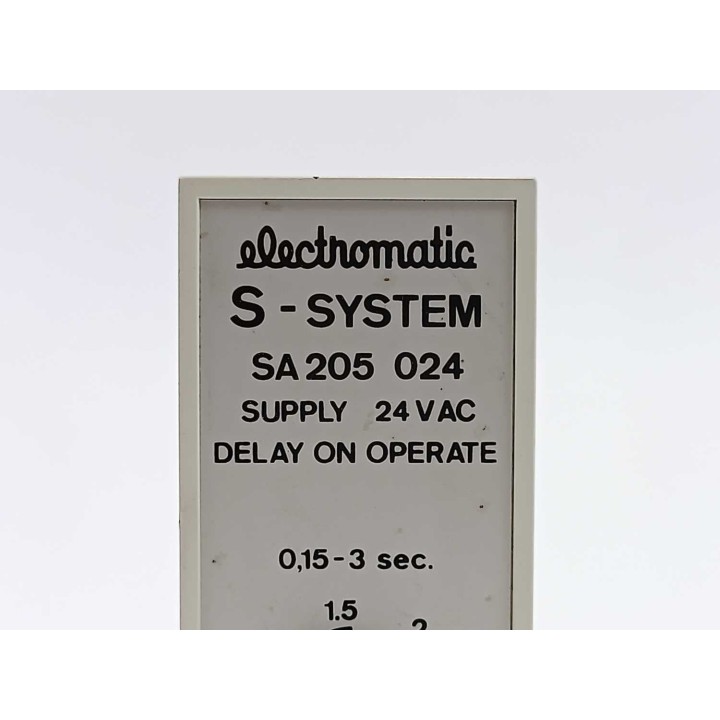 electromatic
S - SYSTEM
SA 205 024
SUPPLY 24 VAC
DELAY ON OPERATE
0,15 - 3 sec.
1.5
2